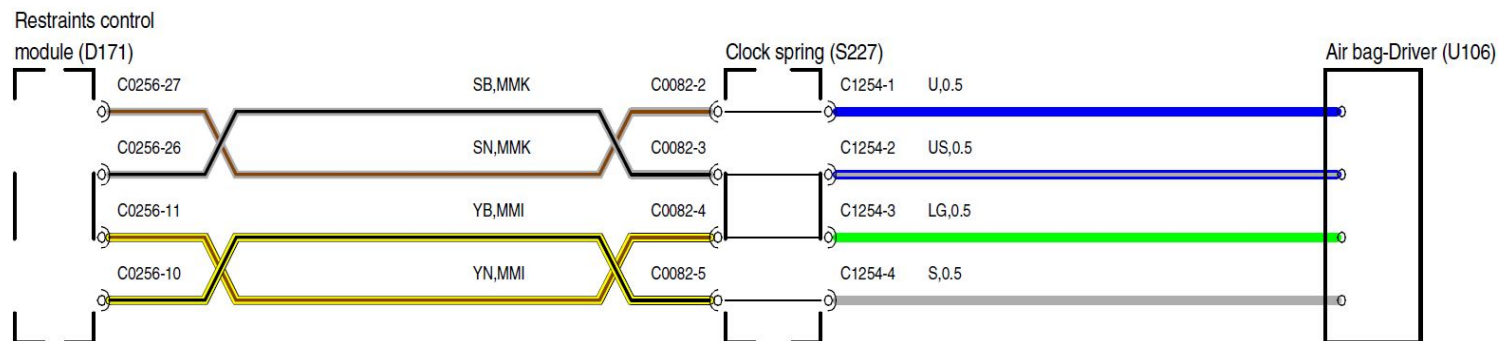 Restraints control
module (D171)
Clock spring (S227)
Air bag-Driver (U106)
C0256-27 SB,MMK C0082-2 C1254-1 U,0.5
C0256-26 SN,MMK C0082-3 C1254-2 US,0.5
C0256-11 YB,MMI C0082-4 C1254-3 LG,0.5
C0256-10 YN,MMI C0082-5 C1254-4 S,0.5